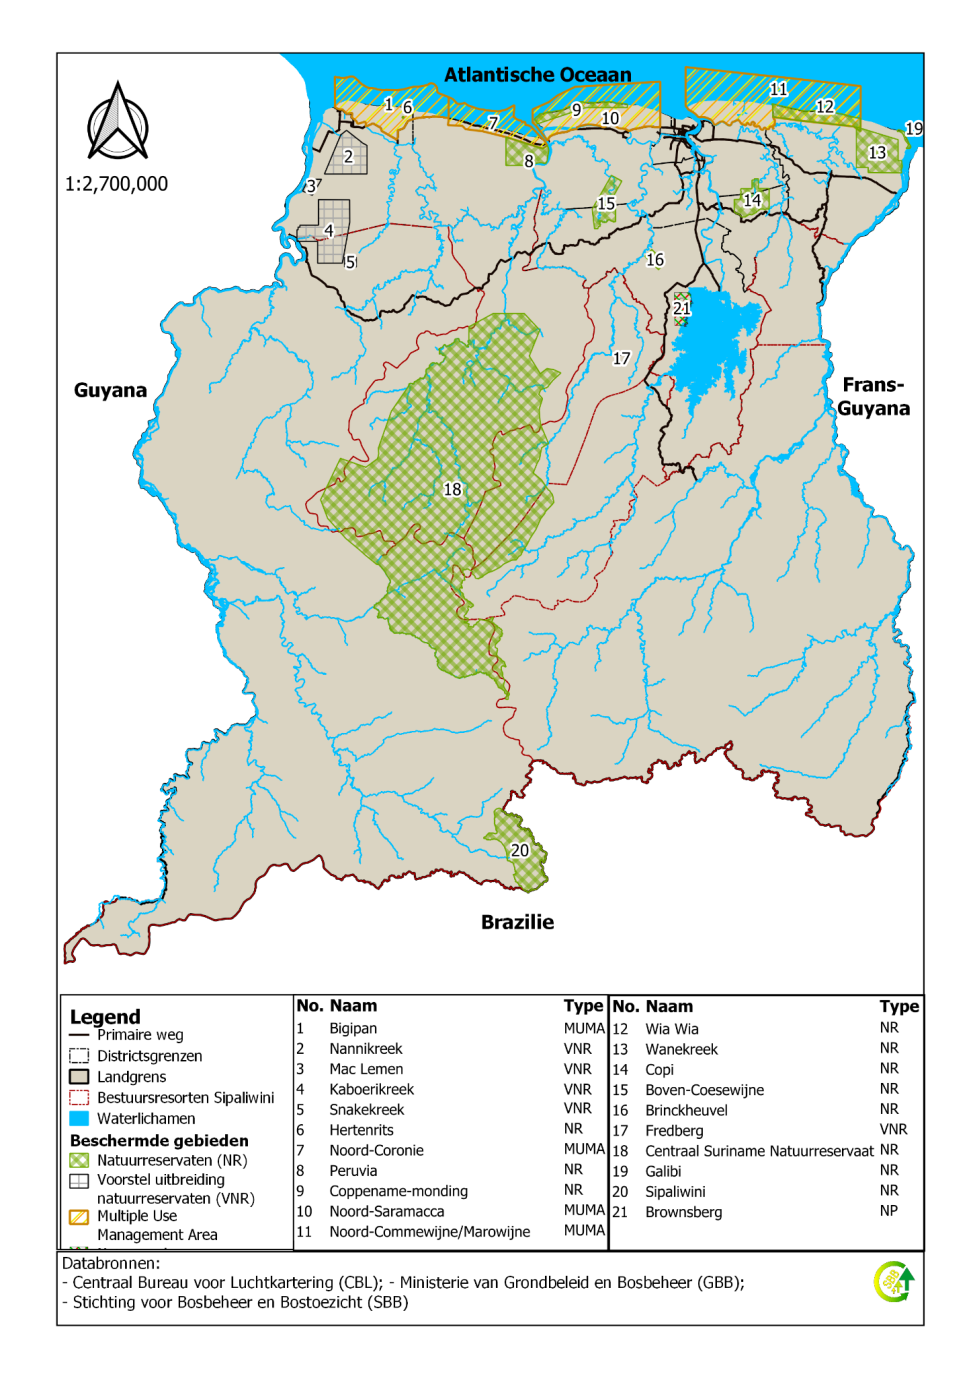 Atlantische Oceaan
1:2,700,000
1
6
7
9
10
11
12
19
2
8
13
3
15
14
4
5
16
21
17
Guyana
Frans-
Guyana
18
20
Brazilie
Legend
Primaire weg
Districtsgrenzen
Landgrens
Bestuursresorten Sipaliwini
Waterlichamen
Beschermde gebieden
Natuurreservaten (NR)
Voorstel uitbreiding
natuurreservaten (VNR)
Multiple Use
Management Area
No. Naam Type
1 Bigipan MUMA
2 Nannikreek VNR
3 Mac Lemen VNR
4 Kaboerikreek VNR
5 Snakekreek VNR
6 Hertenrits NR
7 Noord-Coronie MUMA
8 Peruvia NR
9 Coppename-monding NR
10 Noord-Saramacca MUMA
11 Noord-Commewijne/Marowijne MUMA
No. Naam Type
12 Wia Wia NR
13 Wanekreek NR
14 Copi NR
15 Boven-Coesewijne NR
16 Brinckheuvel NR
17 Fredberg VNR
18 Centraal Suriname Natuurreservaat NR
19 Galibi NR
20 Sipaliwini NR
21 Brownsberg NP
Databronnen:
- Centraal Bureau voor Luchtkartering (CBL); - Ministerie van Grondbeleid en Bosbeheer (GBB);
- Stichting voor Bosbeheer en Bostoezicht (SBB)
SBB